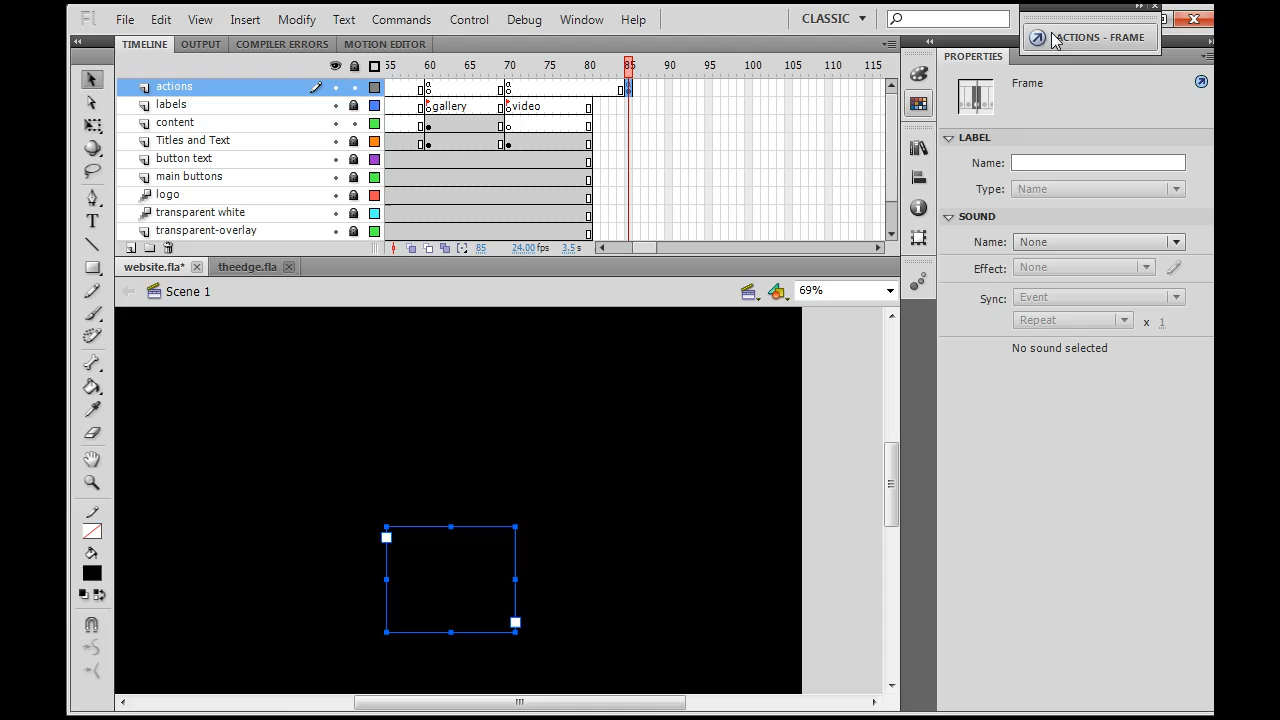 Fl File Edit View Insert Modify Text Commands Control Debug Window Help CLASSIC
ACTIONS - FRAME
TIMELINE OUTPUT COMPILER ERRORS MOTION EDITOR
PROPERTIES
55 60 65 70 75 80 85 90 95 100 105 110 115
actions
labels gallery video
content
Titles and Text
button text
main buttons
logo
transparent white
transparent-overlay
85 24.00 fps 3.5 s
Frame
LABEL
Name:
Type: Name
SOUND
Name: None
Effect: None
Sync: Event
Repeat x 1
No sound selected
website.fla* theedge.fla
Scene 1 69%